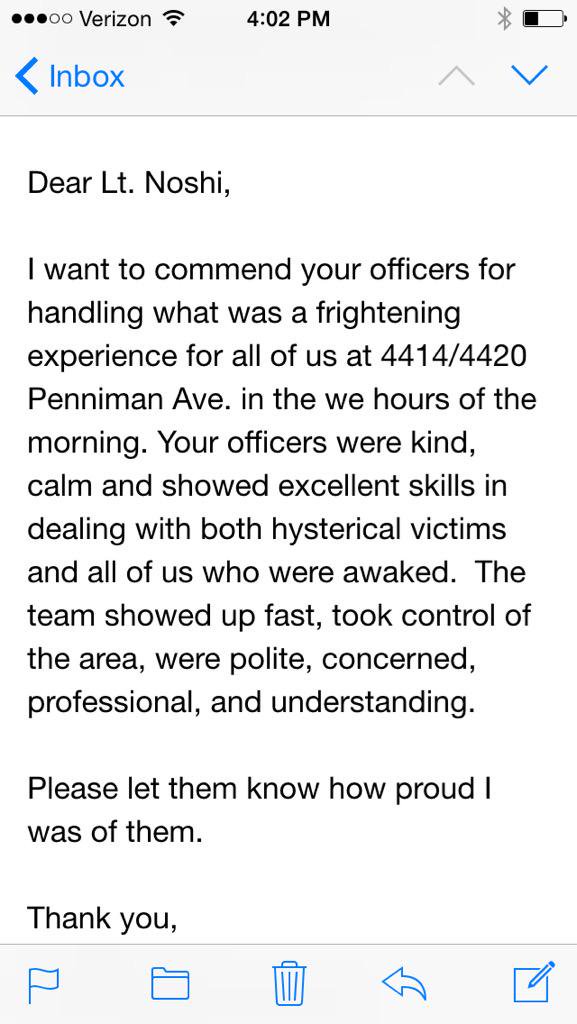 Verizon 4:02 PM
Inbox
Dear Lt. Noshi,
I want to commend your officers for
handling what was a frightening
experience for all of us at 4414/4420
Penniman Ave. in the we hours of the
morning. Your officers were kind,
calm and showed excellent skills in
dealing with both hysterical victims
and all of us who were awaked.  The
team showed up fast, took control of
the area, were polite, concerned,
professional, and understanding.
Please let them know how proud I
was of them.
Thank you,